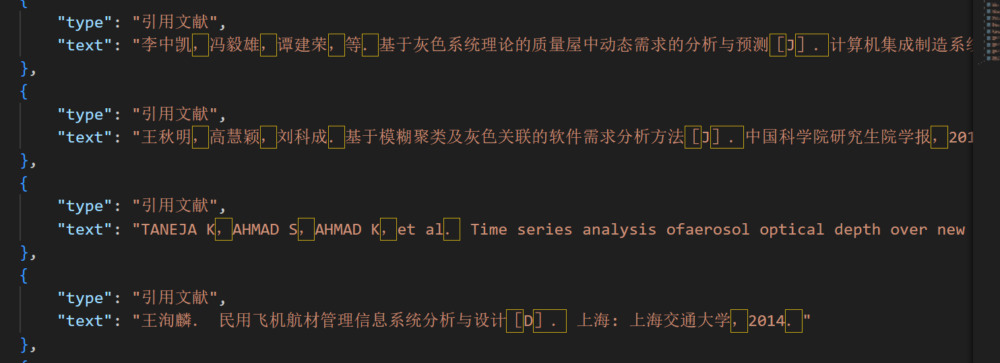 {
"type": "引用文献",
"text": "李中凯，冯毅雄，谭建荣，等．基于灰色系统理论的质量屋中动态需求的分析与预测［J］．计算机集成制造系统
},
{
"type": "引用文献",
"text": "王秋明，高慧颖，刘科成．基于模糊聚类及灰色关联的软件需求分析方法［J］．中国科学院研究生院学报，201
},
{
"type": "引用文献",
"text": "TANEJA K，AHMAD S，AHMAD K，et al． Time series analysis ofaerosol optical depth over new
},
{
"type": "引用文献",
"text": "王洵麟． 民用飞机航材管理信息系统分析与设计［D］． 上海: 上海交通大学，2014．"
},
{